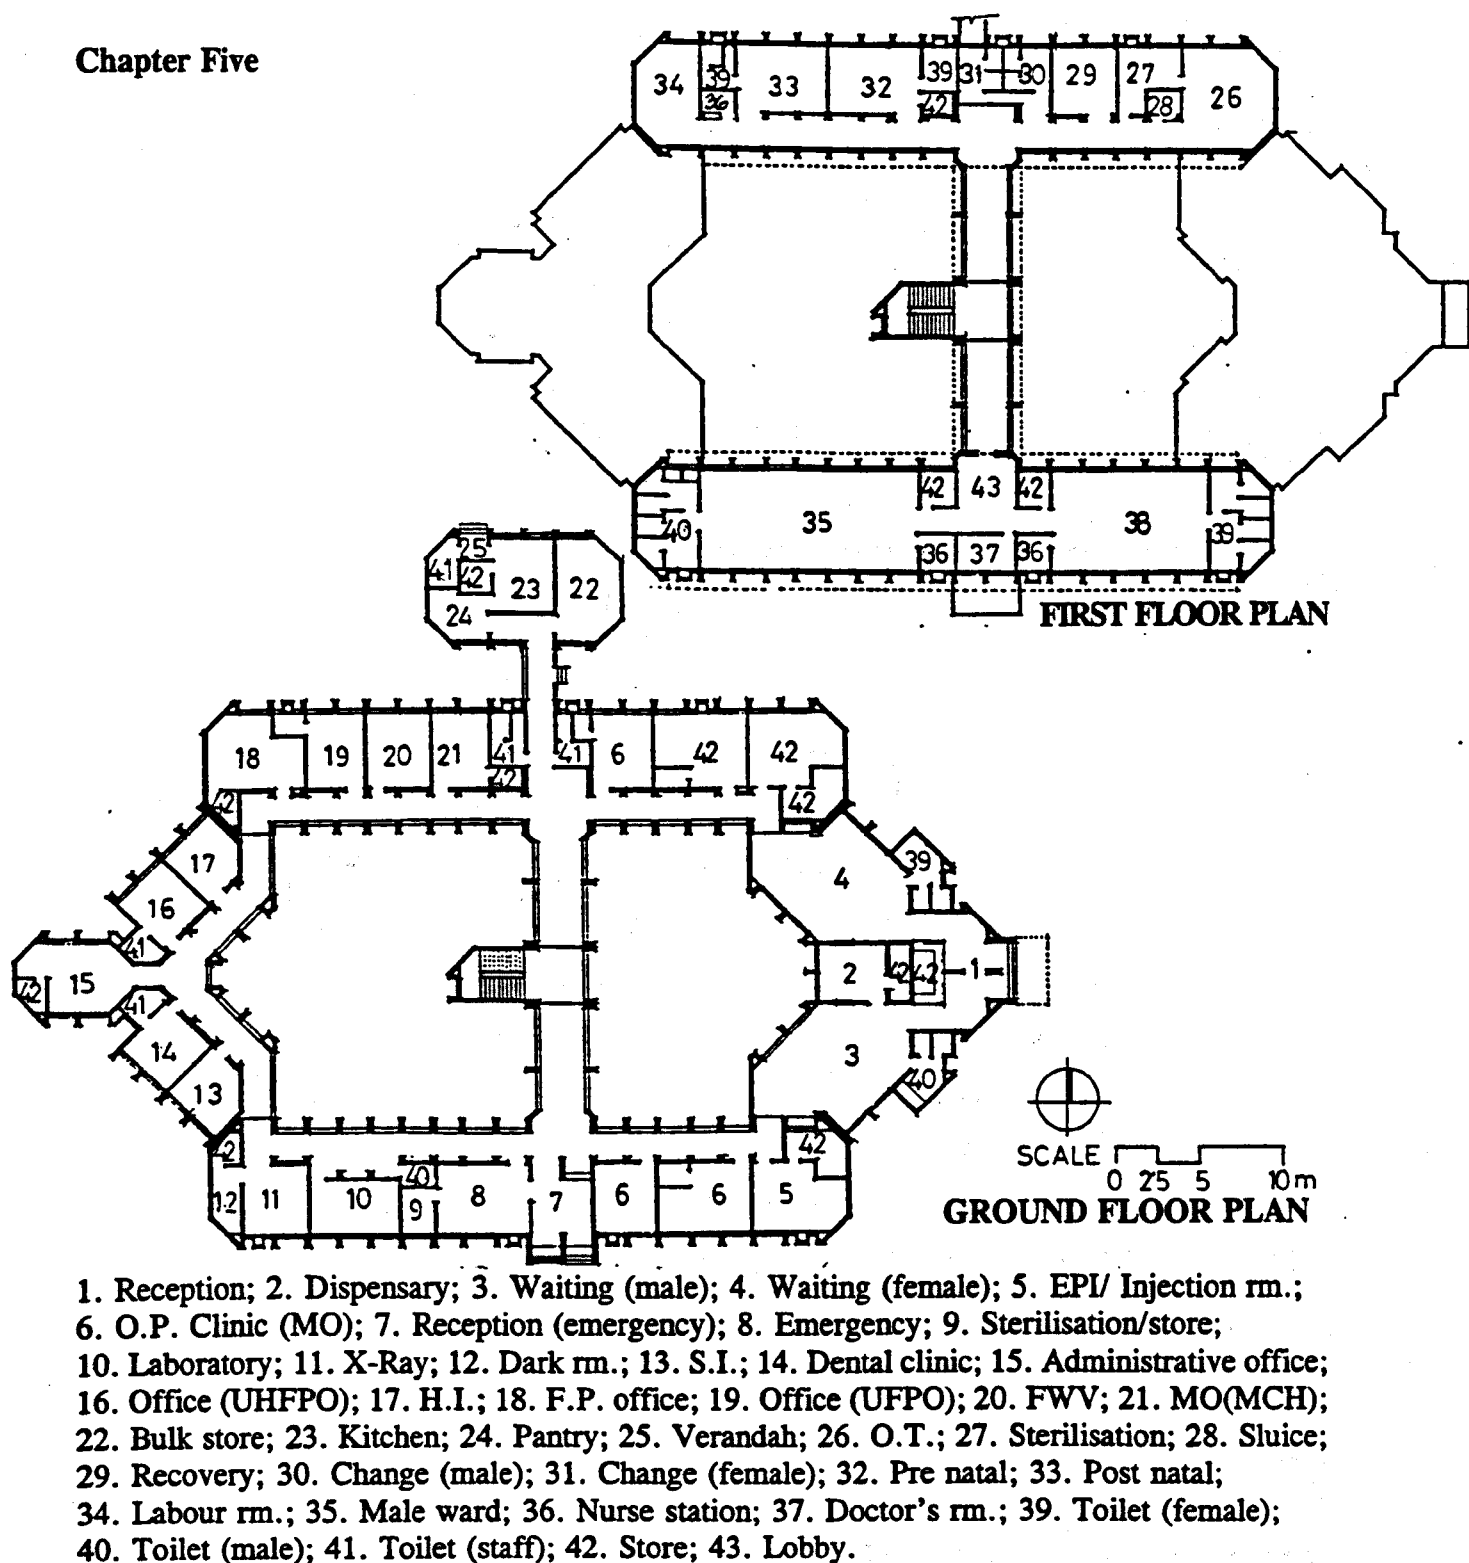 Chapter Five
34 39 33 32 39 31 30 29 27 26
36 42 28
42 43 42
40 35 38 39
36 37 36
FIRST FLOOR PLAN
25
41 42 23 22
24
18 19 20 21 41 41 6 42 42
42 42 42
17 4 39
16
41
15 42 2 42 42 1
41
14 3
13 40
42 42
SCALE
0 2.5 5 10m
12 11 10 40 9 8 7 6 6 5
GROUND FLOOR PLAN
1. Reception; 2. Dispensary; 3. Waiting (male); 4. Waiting (female); 5. EPI/ Injection rm.;
6. O.P. Clinic (MO); 7. Reception (emergency); 8. Emergency; 9. Sterilisation/store;
10. Laboratory; 11. X-Ray; 12. Dark rm.; 13. S.I.; 14. Dental clinic; 15. Administrative office;
16. Office (UHFPO); 17. H.I.; 18. F.P. office; 19. Office (UFPO); 20. FWV; 21. MO(MCH);
22. Bulk store; 23. Kitchen; 24. Pantry; 25. Verandah; 26. O.T.; 27. Sterilisation; 28. Sluice;
29. Recovery; 30. Change (male); 31. Change (female); 32. Pre natal; 33. Post natal;
34. Labour rm.; 35. Male ward; 36. Nurse station; 37. Doctor's rm.; 39. Toilet (female);
40. Toilet (male); 41. Toilet (staff); 42. Store; 43. Lobby.